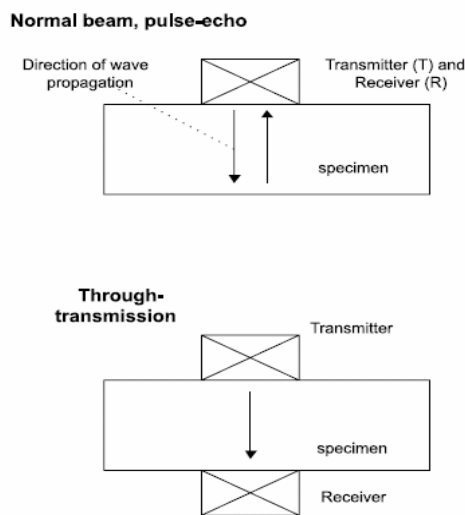 Normal beam, pulse-echo
Direction of wave
propagation
Transmitter (T) and
Receiver (R)
specimen
Through-
transmission
Transmitter
specimen
Receiver